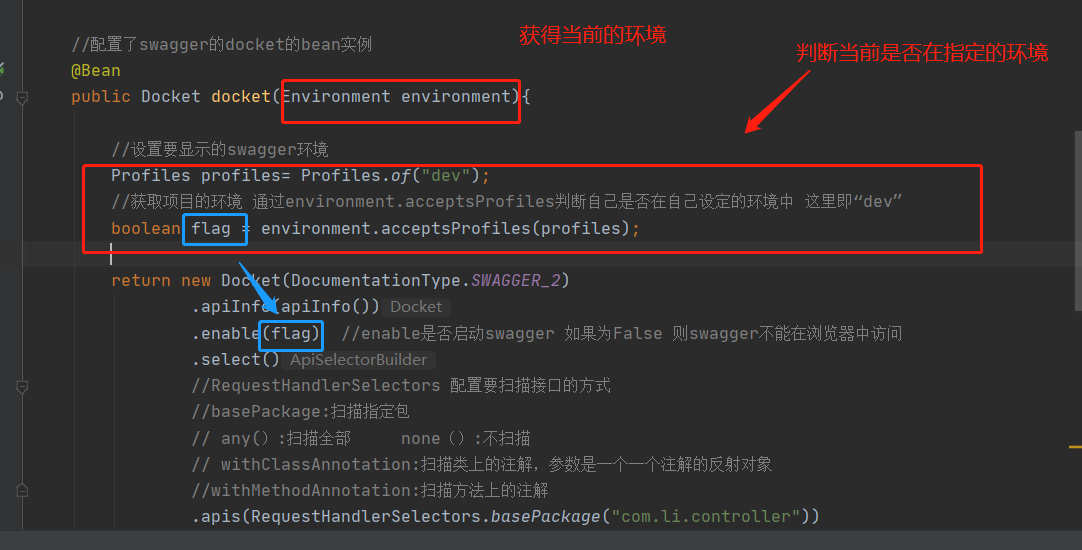 获得当前的环境
判断当前是否在指定的环境
//配置了swagger的docket的bean实例
@Bean
public Docket docket(Environment environment){
//设置要显示的swagger环境
Profiles profiles= Profiles.of("dev");
//获取项目的环境 通过environment.acceptsProfiles判断自己是否在自己设定的环境中 这里即“dev”
boolean flag = environment.acceptsProfiles(profiles);
return new Docket(DocumentationType.SWAGGER_2)
.apiInfo(apiInfo()) Docket
.enable(flag) //enable是否启动swagger 如果为False 则swagger不能在浏览器中访问
.select() ApiSelectorBuilder
//RequestHandlerSelectors 配置要扫描接口的方式
//basePackage:扫描指定包
// any(）:扫描全部 none（）:不扫描
// withClassAnnotation:扫描类上的注解，参数是一个一个注解的反射对象
//withMethodAnnotation:扫描方法上的注解
.apis(RequestHandlerSelectors.basePackage("com.li.controller"))